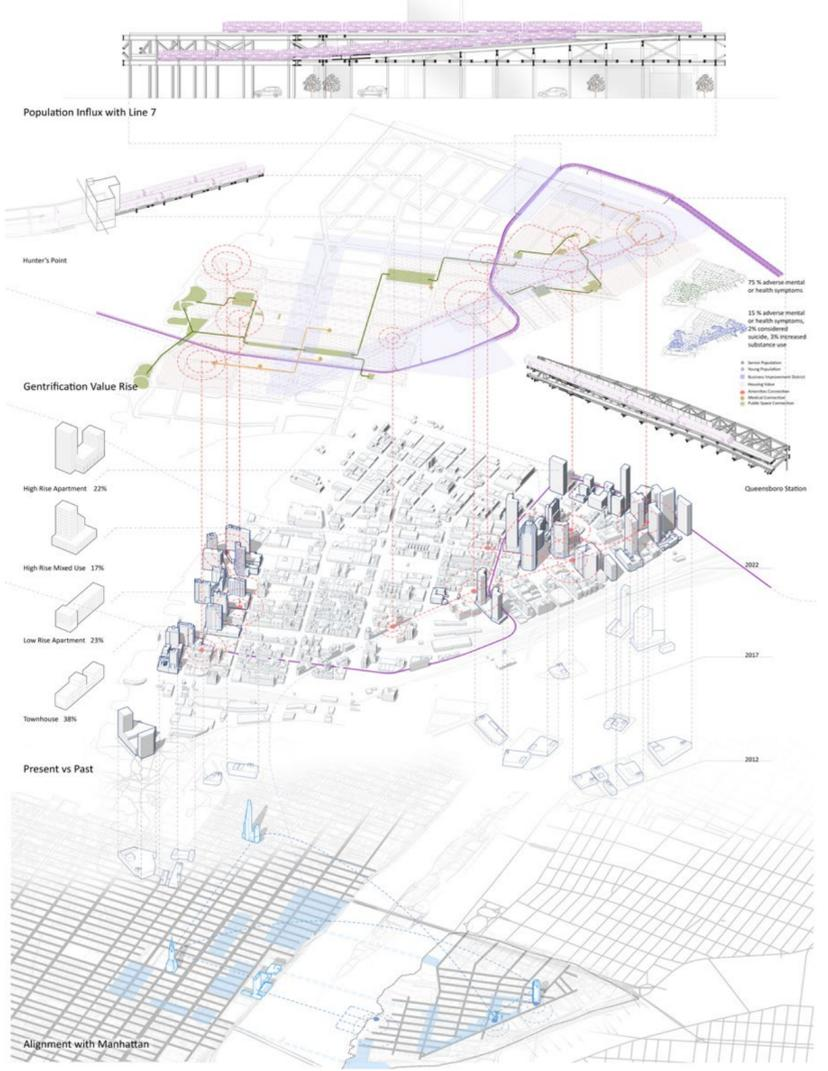 Population Influx with Line 7
Hunter's Point
75 % adverse mental
or health symptoms
15 % adverse mental
or health symptoms,
2% considered
suicide, 3% increased
substance use
Senior Population
Young Population
Business Improvement District
Housing Value
Amenities Connection
Medical Connection
Public Space Connection
Gentrification Value Rise
Queensboro Station
High Rise Apartment 22%
High Rise Mixed Use 17%
Low Rise Apartment 23%
Townhouse 38%
2022
2017
2012
Present vs Past
Alignment with Manhattan